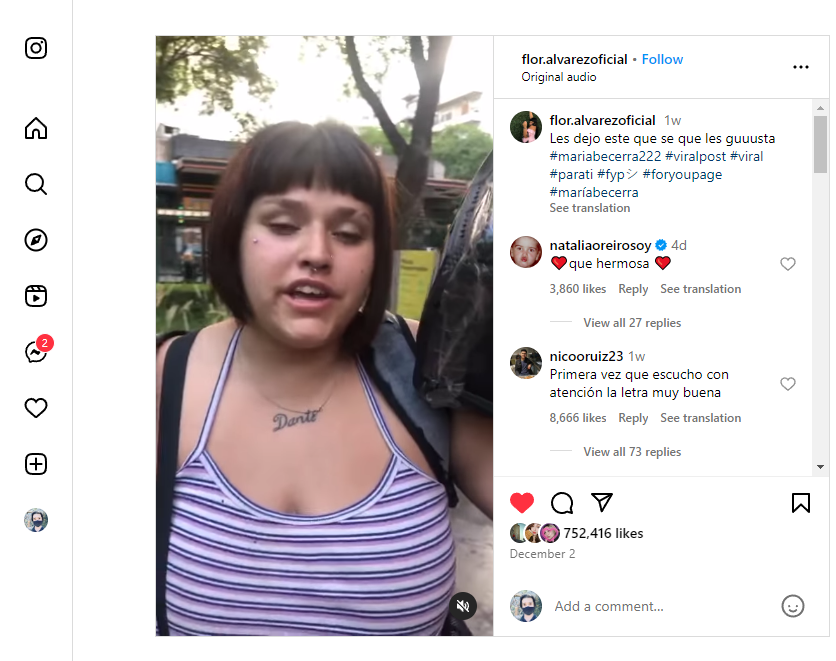 flor.alvarezoficial • Follow
Original audio
flor.alvarezoficial 1w
Les dejo este que se que les guuusta
#mariabecerra222 #viralpost #viral
#parati #fypシ #foryoupage
#maríabecerra
See translation
nataliaoreirosoy 4d
❤️que hermosa ❤️
3,860 likes Reply See translation
View all 27 replies
nicooruiz23 1w
Primera vez que escucho con
atención la letra muy buena
8,666 likes Reply See translation
View all 73 replies
2
Dante
752,416 likes
December 2
Add a comment...